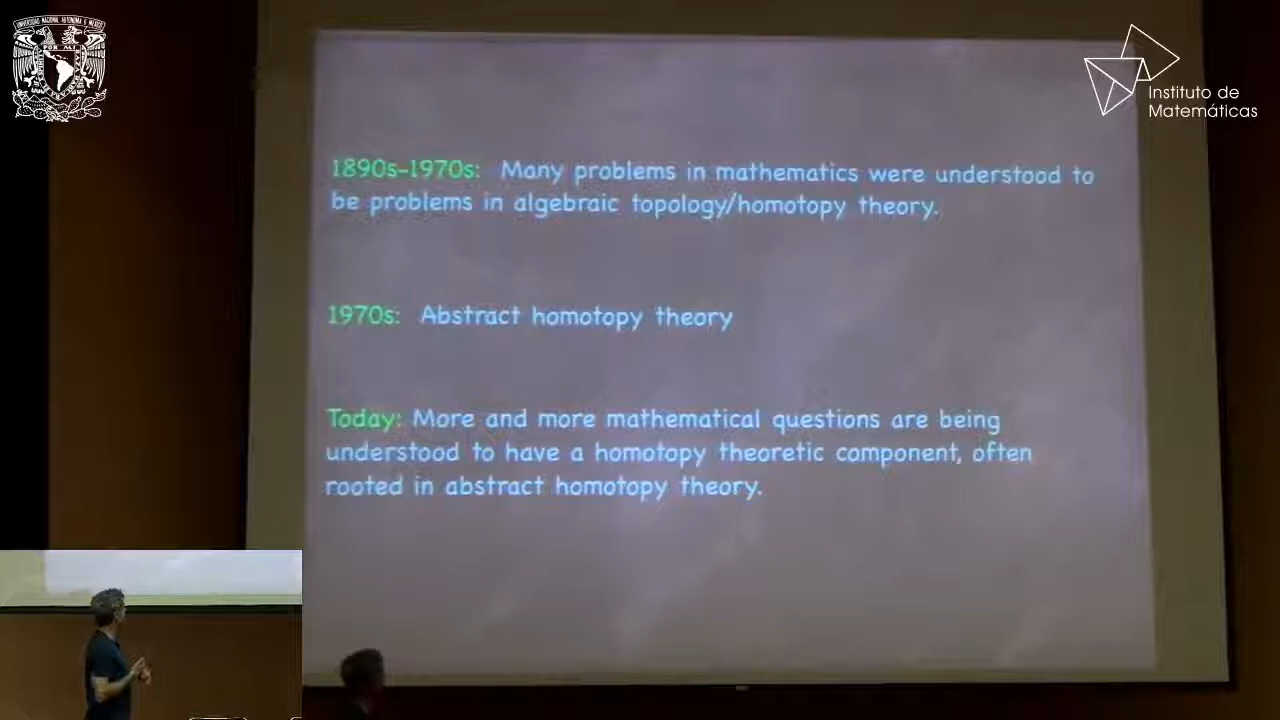 Instituto de
Matemáticas
1890s-1970s: Many problems in mathematics were understood to
be problems in algebraic topology/homotopy theory.
1970s: Abstract homotopy theory
Today: More and more mathematical questions are being
understood to have a homotopy theoretic component, often
rooted in abstract homotopy theory.